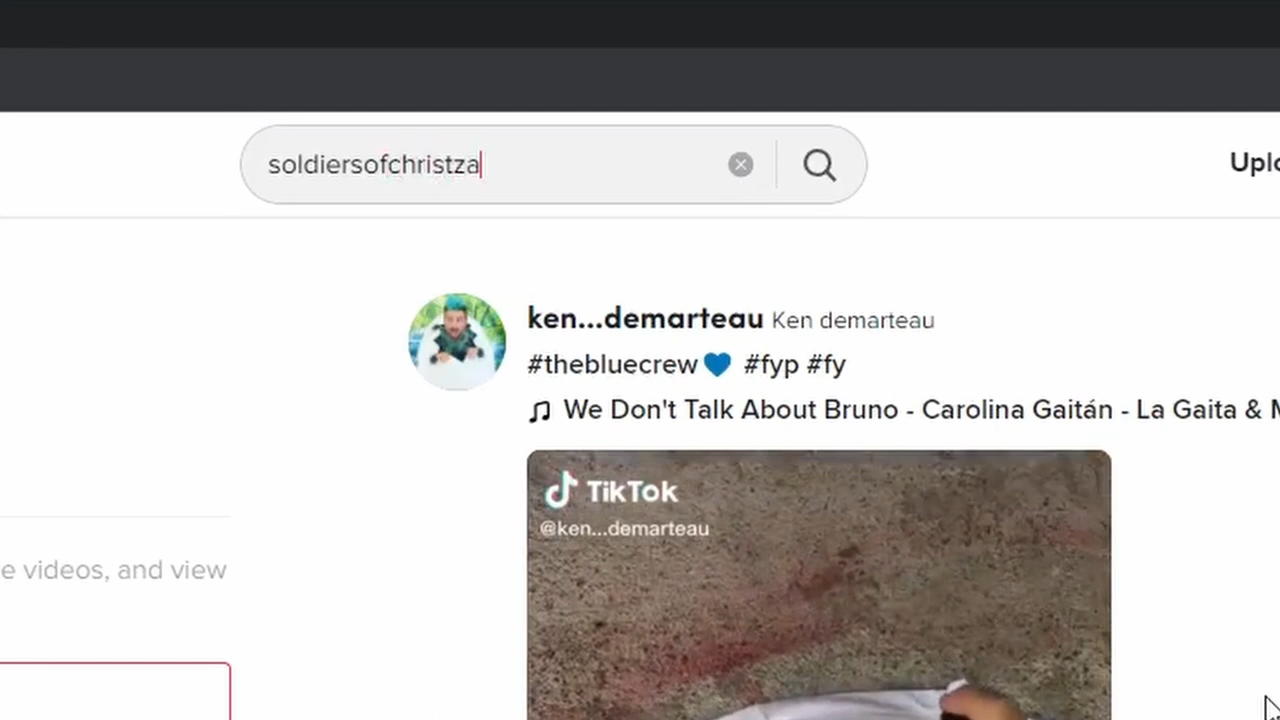 soldiersofchristza
Uplo
ken...demarteau Ken demarteau
#thebluecrew💙 #fyp #fy
We Don't Talk About Bruno - Carolina Gaitán - La Gaita & M
TikTok
@ken...demarteau
e videos, and view